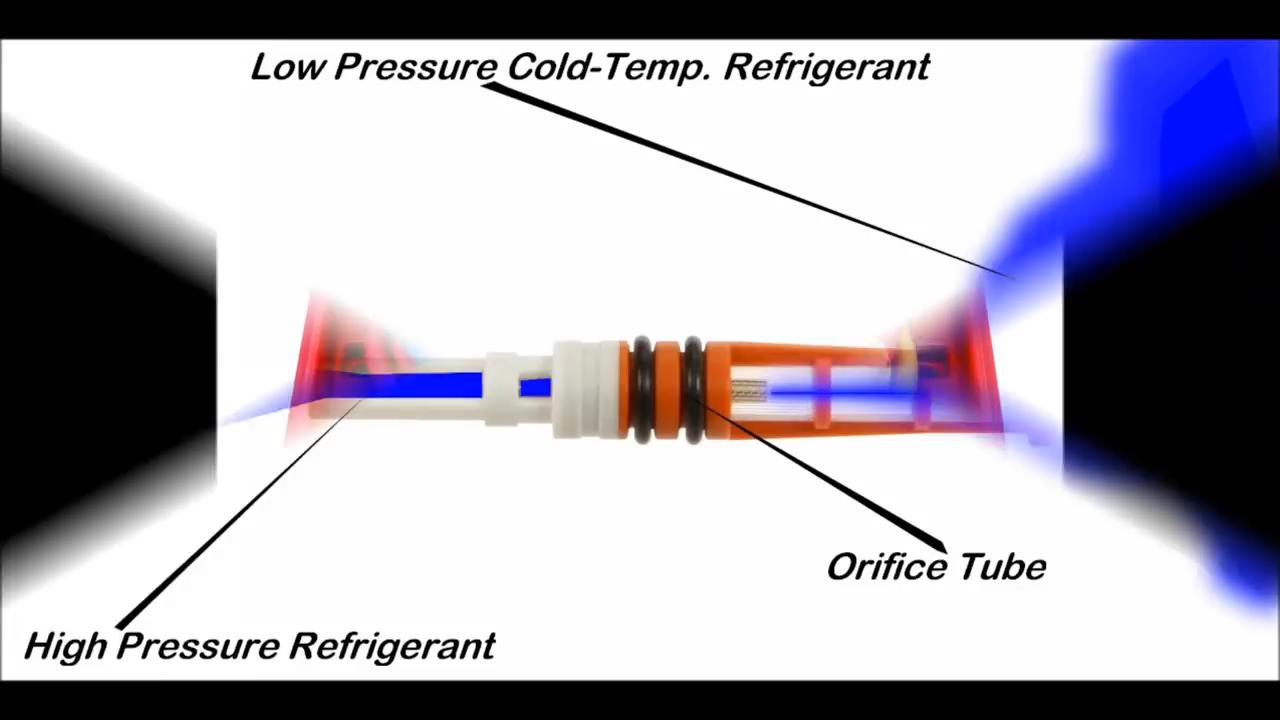 Low Pressure Cold-Temp. Refrigerant
Orifice Tube
High Pressure Refrigerant